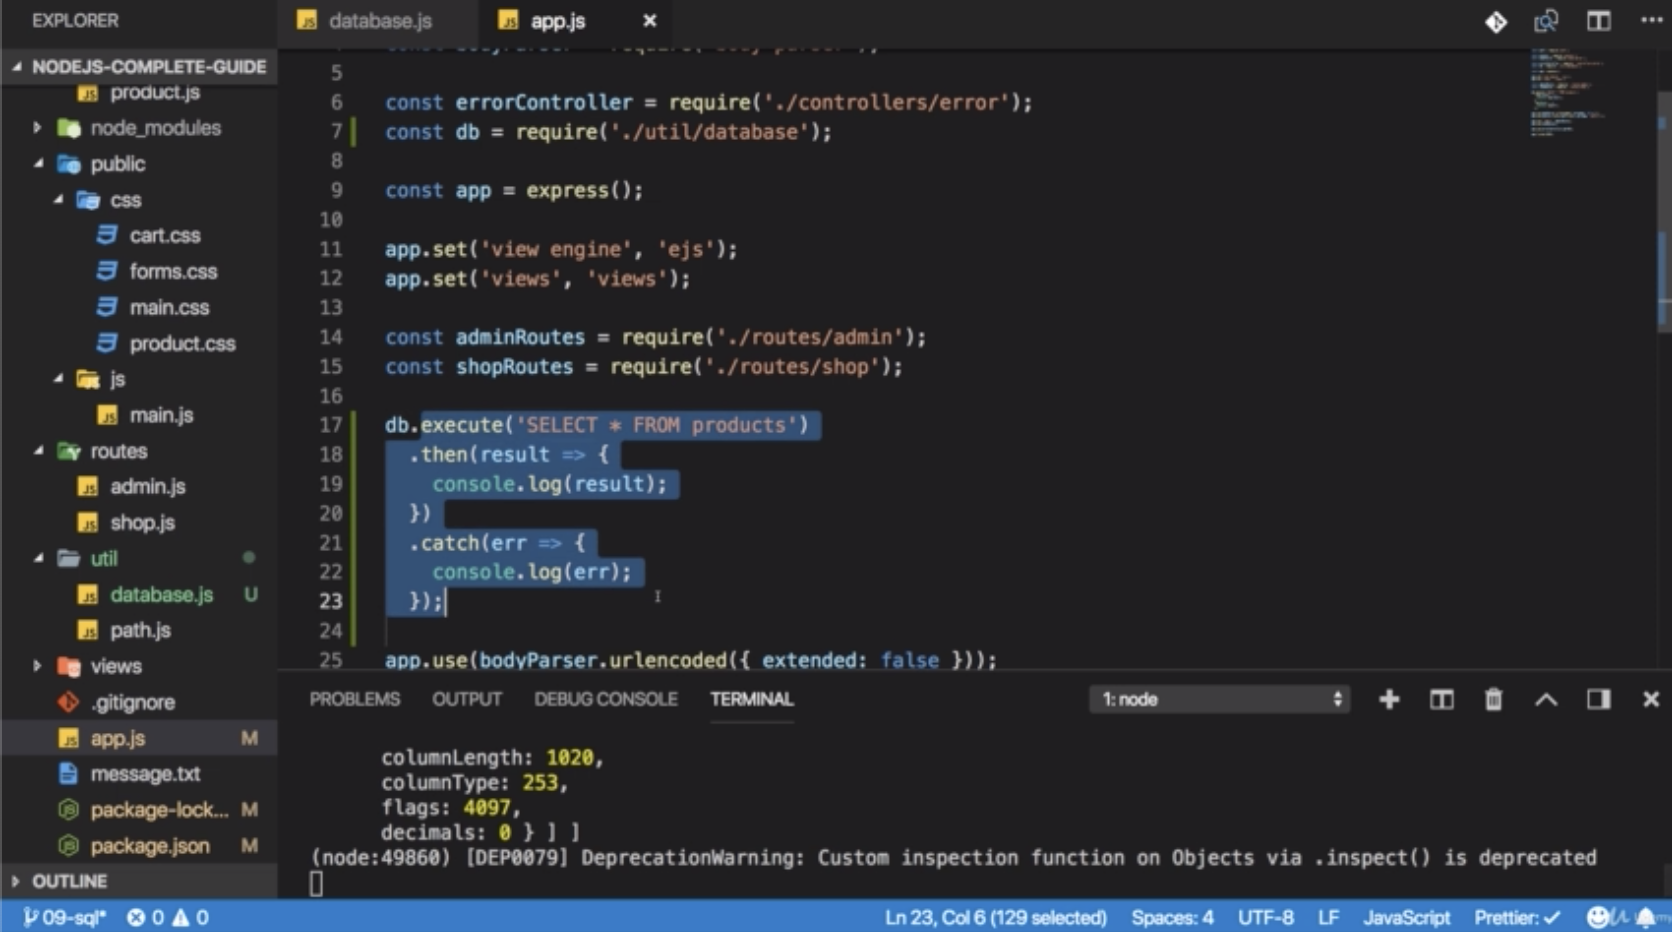 EXPLORER
database.js
app.js
NODEJS-COMPLETE-GUIDE
product.js
node_modules
public
css
cart.css
forms.css
main.css
product.css
js
main.js
routes
admin.js
shop.js
util
database.js U
path.js
views
.gitignore
app.js M
message.txt
package-lock... M
package.json M
OUTLINE
5
6 const errorController = require('./controllers/error');
7 const db = require('./util/database');
8
9 const app = express();
10
11 app.set('view engine', 'ejs');
12 app.set('views', 'views');
13
14 const adminRoutes = require('./routes/admin');
15 const shopRoutes = require('./routes/shop');
16
17 db.execute('SELECT * FROM products')
18 .then(result => {
19 console.log(result);
20 })
21 .catch(err => {
22 console.log(err);
23 });
24
25 app.use(bodyParser.urlencoded({ extended: false }));
PROBLEMS OUTPUT DEBUG CONSOLE TERMINAL 1: node
columnLength: 1020,
columnType: 253,
flags: 4097,
decimals: 0 } ] ]
(node:49860) [DEP0079] DeprecationWarning: Custom inspection function on Objects via .inspect() is deprecated
09-sql* 0 0 Ln 23, Col 6 (129 selected) Spaces: 4 UTF-8 LF JavaScript Prettier: ✓